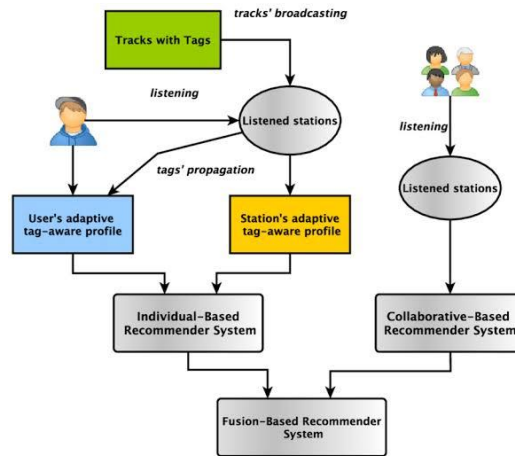 tracks' broadcasting
Tracks with Tags
listening
Listened stations
listening
tags' propagation
Listened stations
User's adaptive
tag-aware profile
Station's adaptive
tag-aware profile
Individual-Based
Recommender System
Collaborative-Based
Recommender System
Fusion-Based Recommender
System